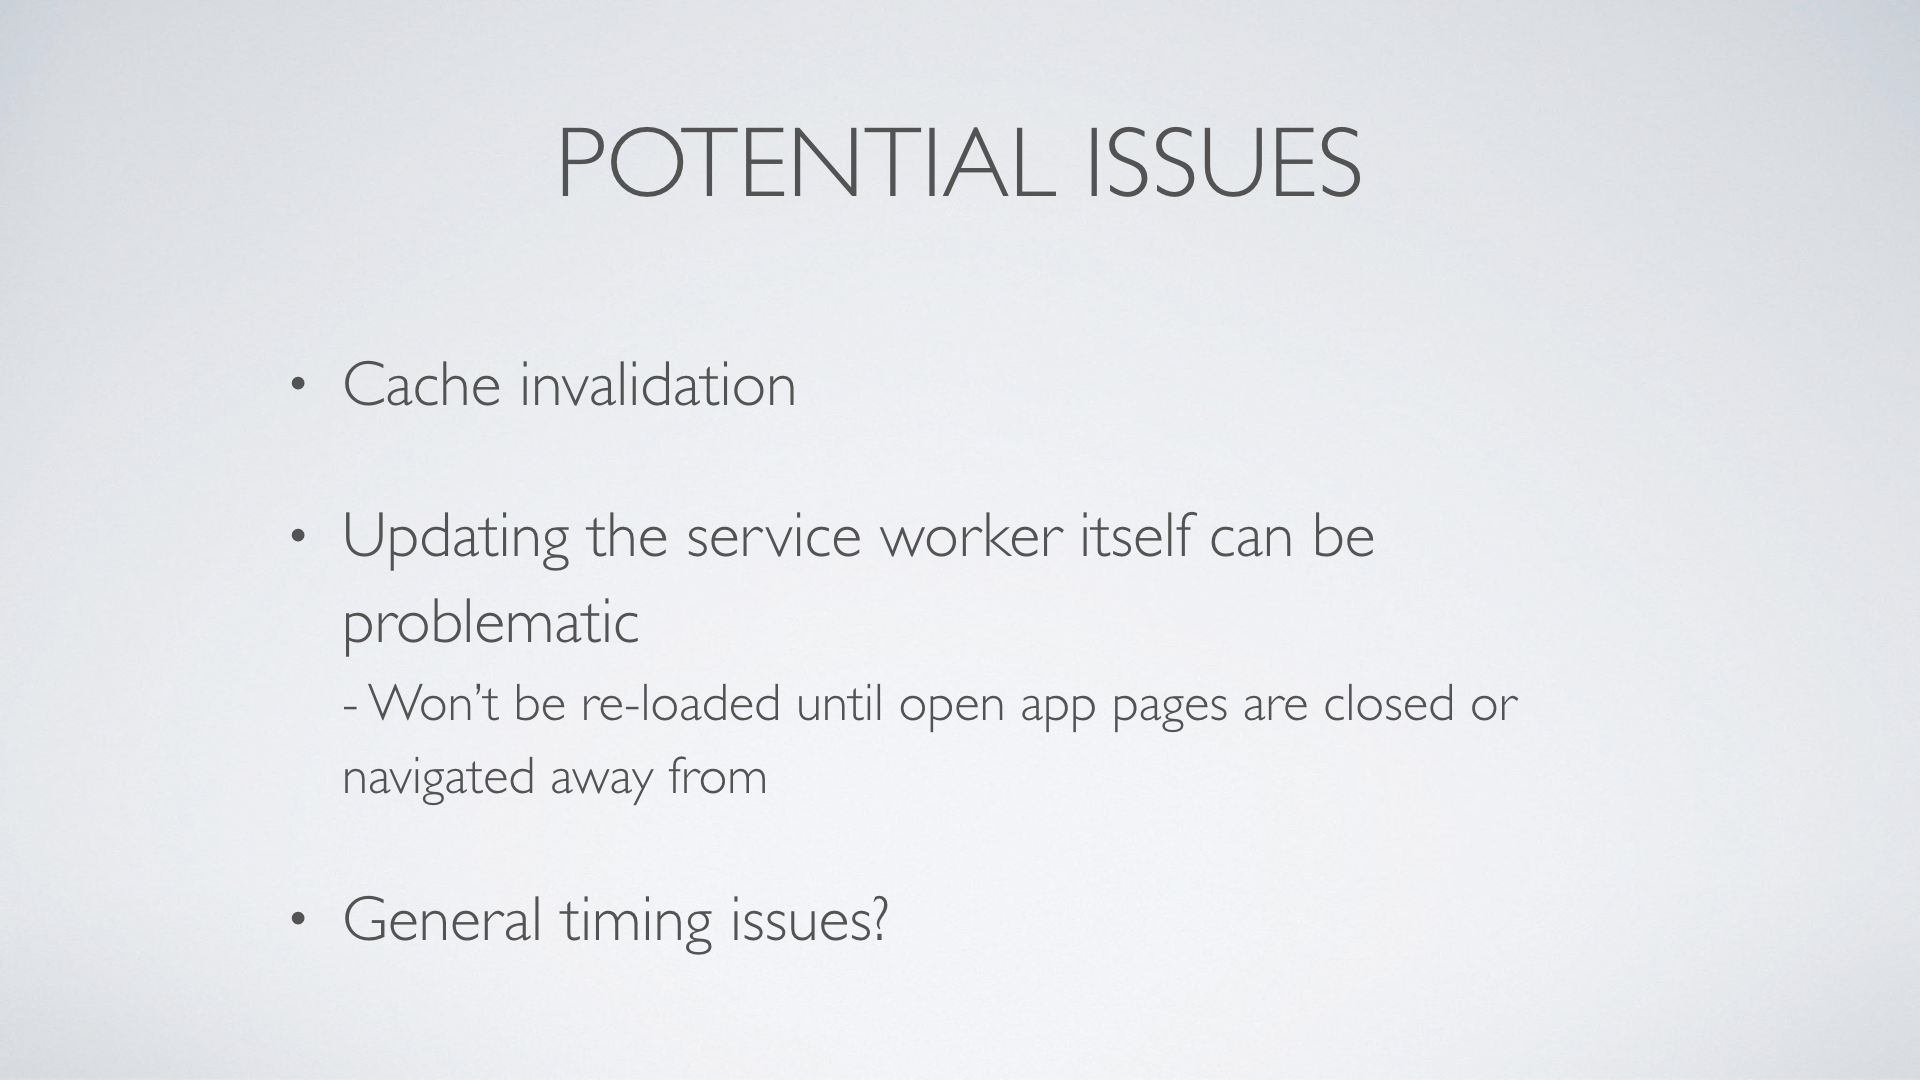 POTENTIAL ISSUES
• Cache invalidation
• Updating the service worker itself can be
problematic
- Won’t be re-loaded until open app pages are closed or
navigated away from
• General timing issues?